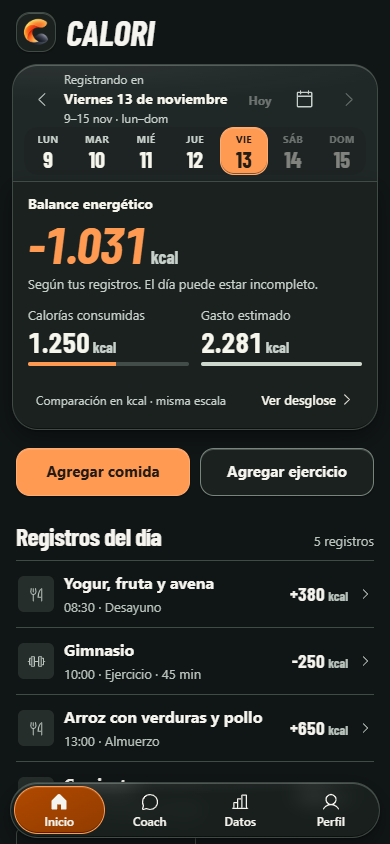 CALORI
Registrando en
Viernes 13 de noviembre
Hoy
9–15 nov · lun–dom
LUN MAR MIÉ JUE VIE SÁB DOM
9 10 11 12 13 14 15
Balance energético
-1.031 kcal
Según tus registros. El día puede estar incompleto.
Calorías consumidas Gasto estimado
1.250 kcal 2.281 kcal
Comparación en kcal · misma escala Ver desglose
Agregar comida Agregar ejercicio
Registros del día 5 registros
Yogur, fruta y avena
+380 kcal
08:30 · Desayuno
Gimnasio
-250 kcal
10:00 · Ejercicio · 45 min
Arroz con verduras y pollo
+650 kcal
13:00 · Almuerzo
Inicio Coach Datos Perfil